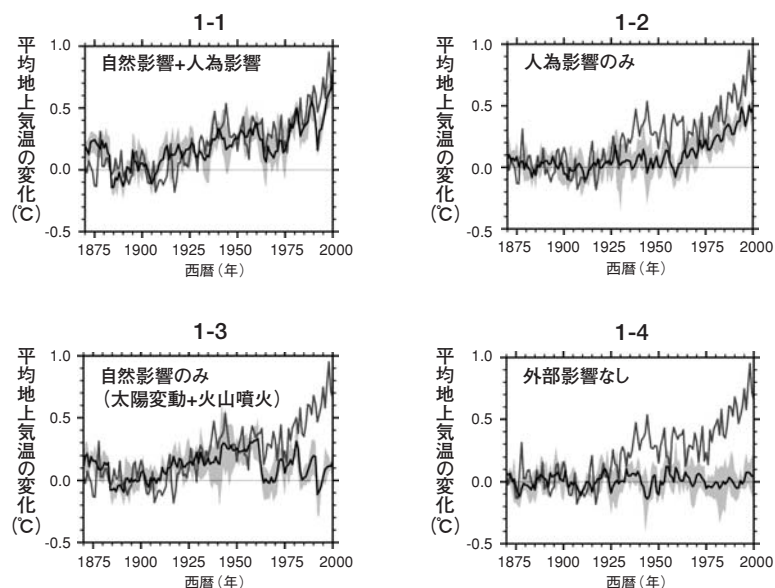 1-1
平均地上気温の変化(℃)
1.0
0.5
0.0
-0.5
自然影響+人為影響
1875 1900 1925 1950 1975 2000
西暦(年)
1-2
平均地上気温の変化(℃)
1.0
0.5
0.0
-0.5
人為影響のみ
1875 1900 1925 1950 1975 2000
西暦(年)
1-3
平均地上気温の変化(℃)
1.0
0.5
0.0
-0.5
自然影響のみ
(太陽変動+火山噴火)
1875 1900 1925 1950 1975 2000
西暦(年)
1-4
平均地上気温の変化(℃)
1.0
0.5
0.0
-0.5
外部影響なし
1875 1900 1925 1950 1975 2000
西暦(年)